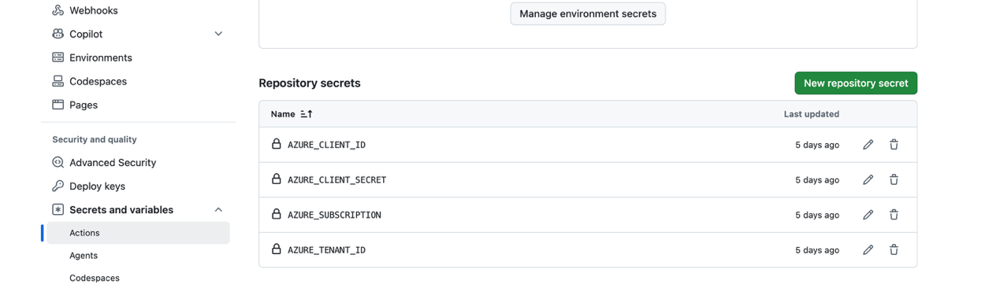 Webhooks
Copilot
Environments
Codespaces
Pages
Security and quality
Advanced Security
Deploy keys
Secrets and variables
Actions
Agents
Codespaces
Manage environment secrets
Repository secrets
New repository secret
Name
Last updated
AZURE_CLIENT_ID
5 days ago
AZURE_CLIENT_SECRET
5 days ago
AZURE_SUBSCRIPTION
5 days ago
AZURE_TENANT_ID
5 days ago